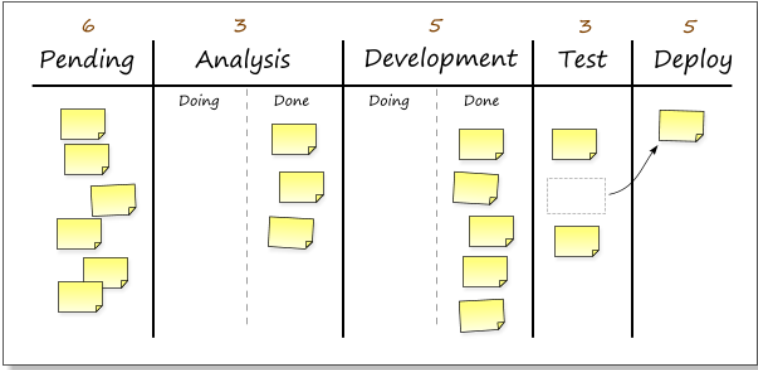 6 3 5 3 5
Pending Analysis Development Test Deploy
Doing Done Doing Done